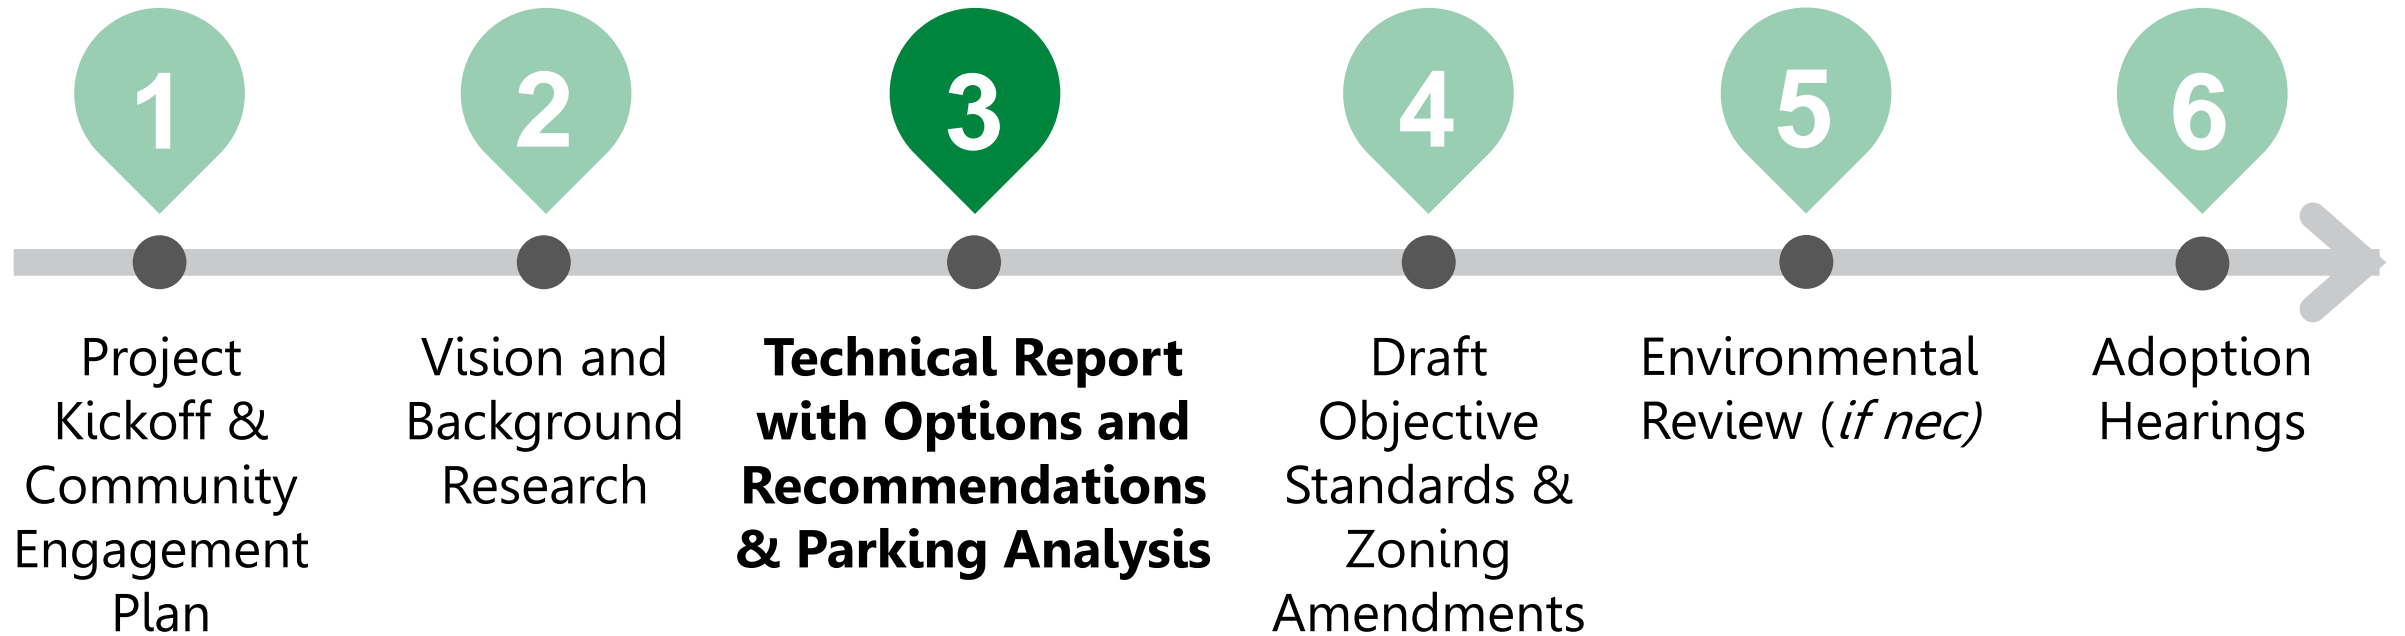 1
2
3
4
5
6
Project
Kickoff &
Community
Engagement
Plan
Vision and
Background
Research
Technical Report
with Options and
Recommendations
& Parking Analysis
Draft
Objective
Standards &
Zoning
Amendments
Environmental
Review (if nec)
Adoption
Hearings